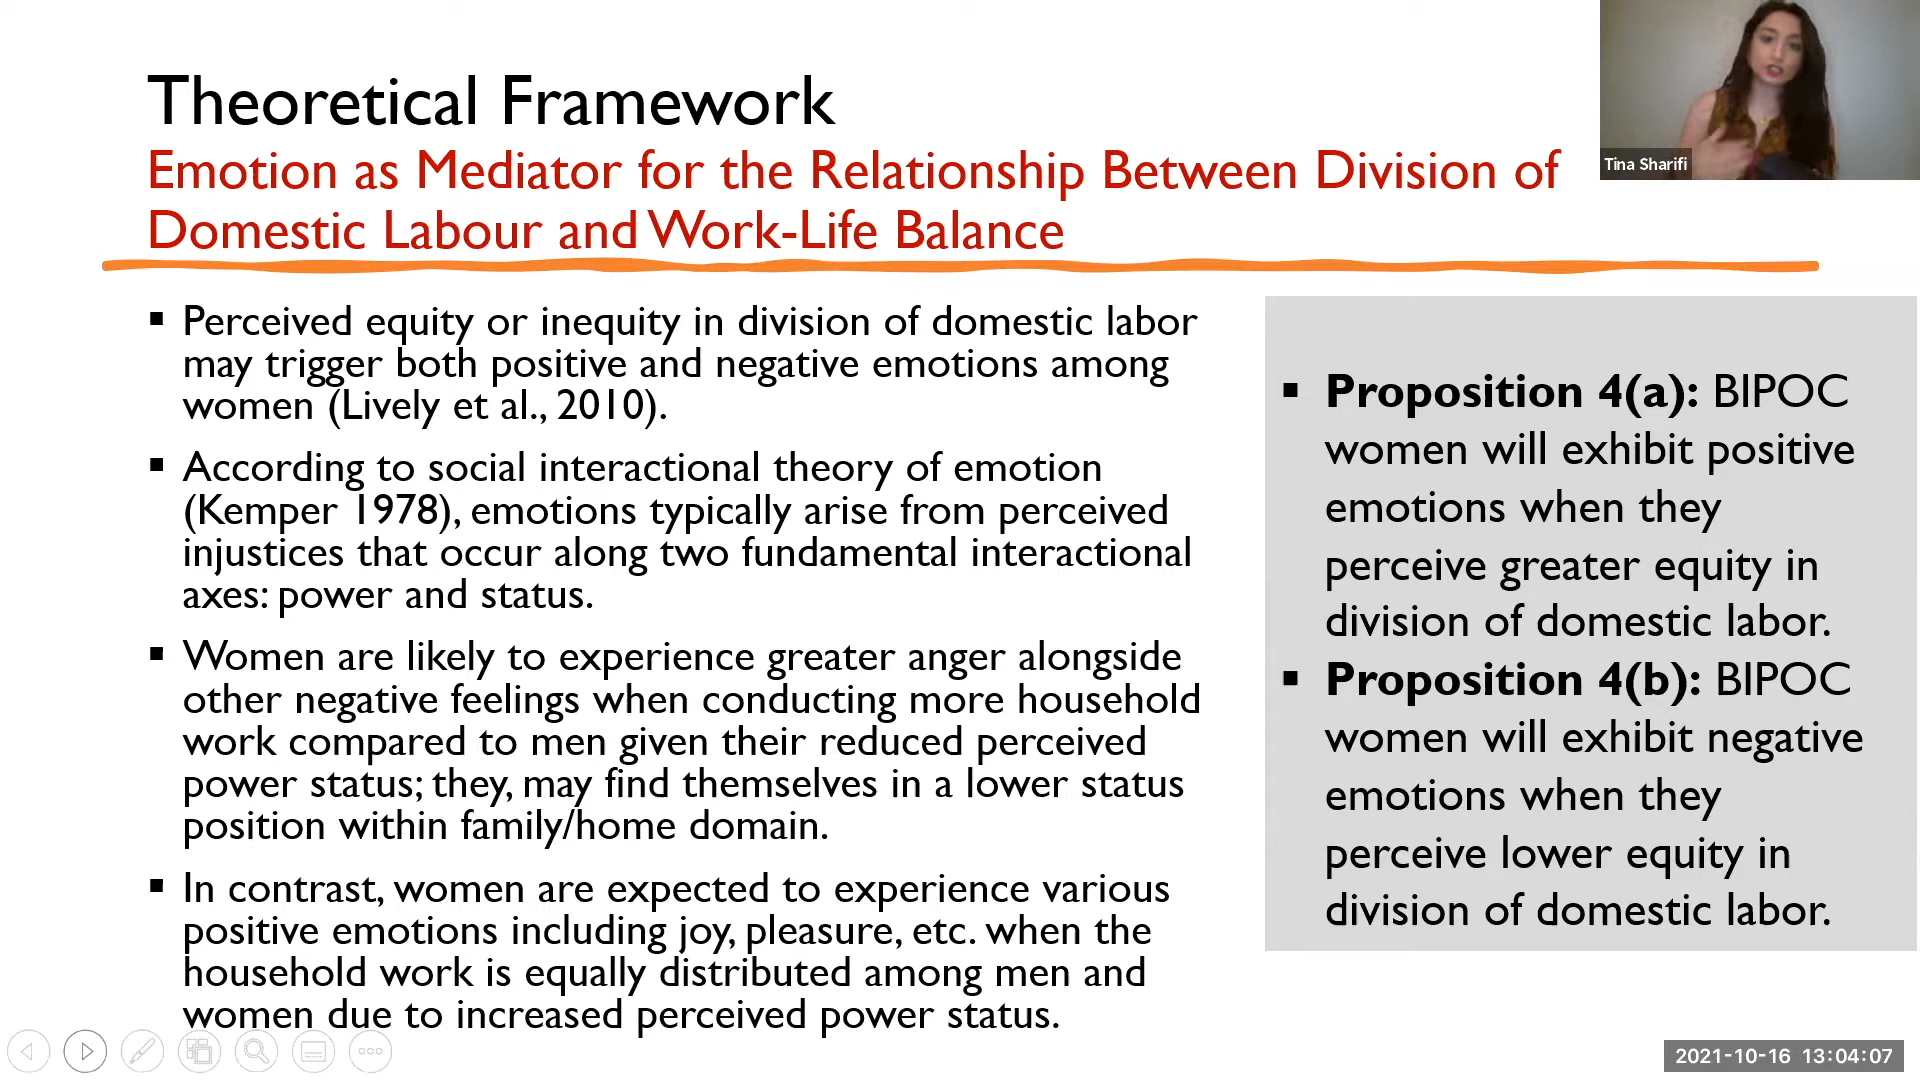 Theoretical Framework
Emotion as Mediator for the Relationship Between Division of
Domestic Labour and Work-Life Balance
Tina Sharifi
▪ Perceived equity or inequity in division of domestic labor
may trigger both positive and negative emotions among
women (Lively et al., 2010).
▪ According to social interactional theory of emotion
(Kemper 1978), emotions typically arise from perceived
injustices that occur along two fundamental interactional
axes: power and status.
▪ Women are likely to experience greater anger alongside
other negative feelings when conducting more household
work compared to men given their reduced perceived
power status; they, may find themselves in a lower status
position within family/home domain.
▪ In contrast, women are expected to experience various
positive emotions including joy, pleasure, etc. when the
household work is equally distributed among men and
women due to increased perceived power status.
▪ Proposition 4(a): BIPOC
women will exhibit positive
emotions when they
perceive greater equity in
division of domestic labor.
▪ Proposition 4(b): BIPOC
women will exhibit negative
emotions when they
perceive lower equity in
division of domestic labor.
2021-10-16 13:04:07